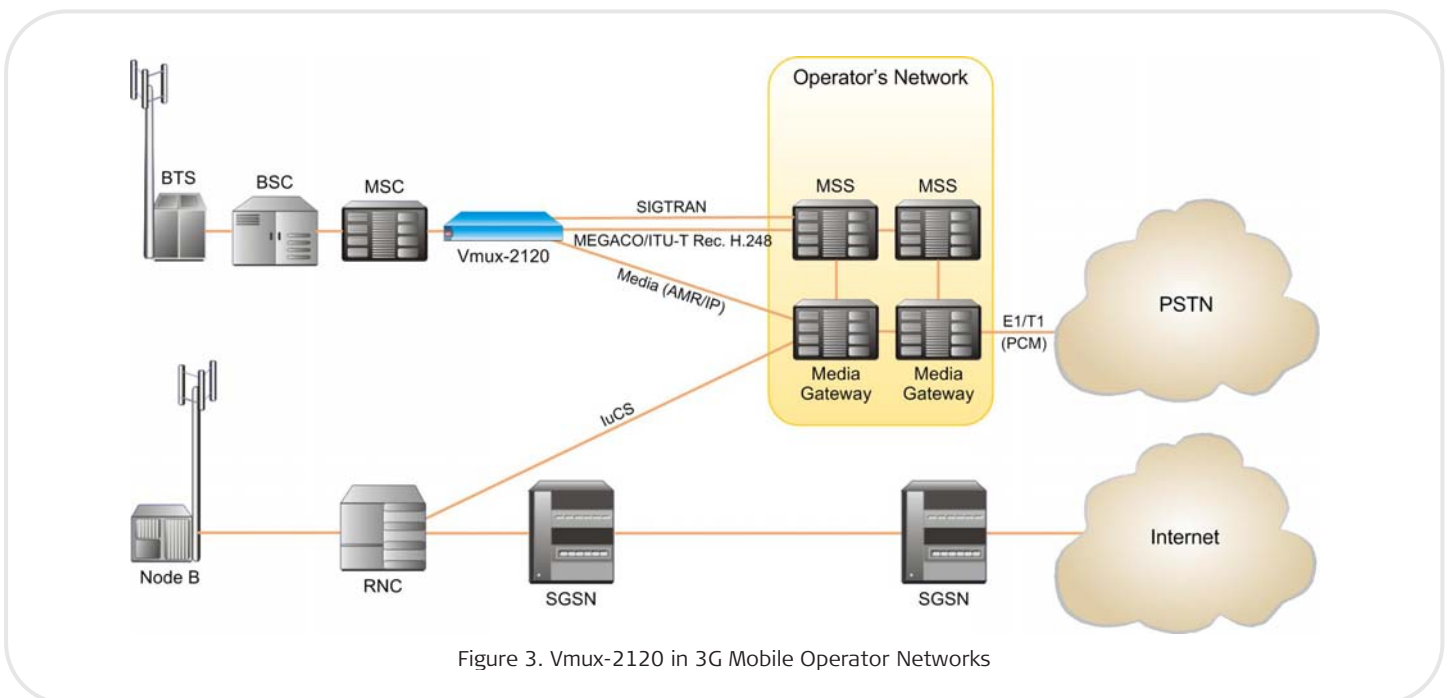 Operator's Network
BTS
BSC
MSC
Vmux-2120
SIGTRAN
MEGACO/ITU-T Rec. H.248
Media (AMR/IP)
MSS
MSS
Media
Gateway
Media
Gateway
E1/T1
(PCM)
PSTN
IuCS
Node B
RNC
SGSN
SGSN
Internet
Figure 3. Vmux-2120 in 3G Mobile Operator Networks